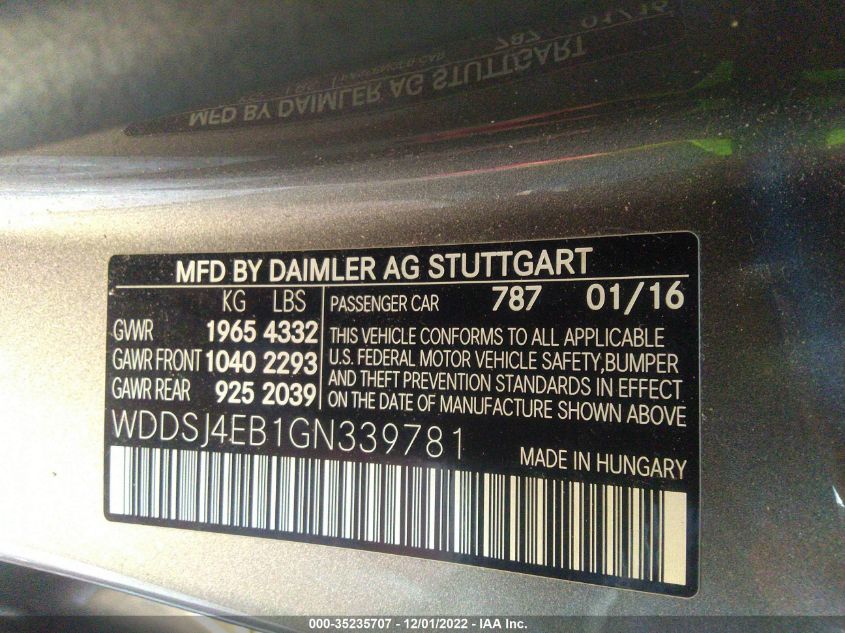 MFD BY DAIMLER AG STUTTGART
787 01/16
MFD BY DAIMLER AG STUTTGART
KG LBS
GVWR 1965 4332
GAWR FRONT 1040 2293
GAWR REAR 925 2039
PASSENGER CAR 787 01/16
THIS VEHICLE CONFORMS TO ALL APPLICABLE
U.S. FEDERAL MOTOR VEHICLE SAFETY,BUMPER
AND THEFT PREVENTION STANDARDS IN EFFECT
ON THE DATE OF MANUFACTURE SHOWN ABOVE
WDDSJ4EB1GN339781
MADE IN HUNGARY
000-35235707 - 12/01/2022 - IAA Inc.